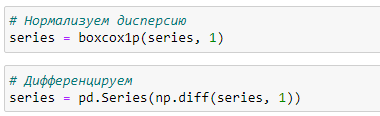 # Нормализуем дисперсию
series = boxcox1p(series, 1)
# Дифференцируем
series = pd.Series(np.diff(series, 1))